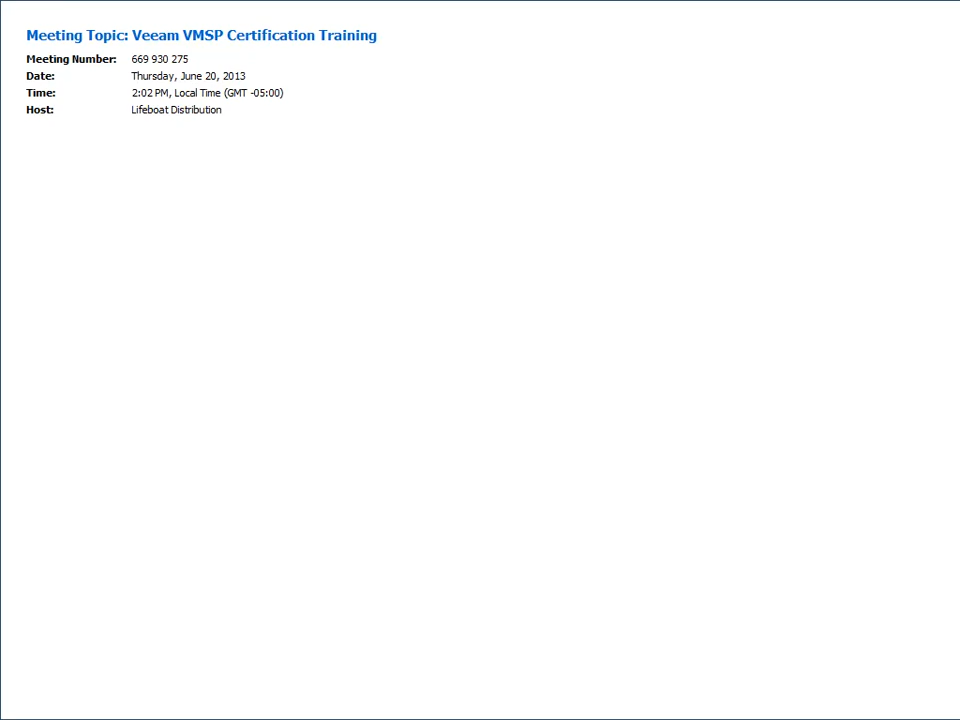 Meeting Topic: Veeam VMSP Certification Training
Meeting Number: 669 930 275
Date: Thursday, June 20, 2013
Time: 2:02 PM, Local Time (GMT -05:00)
Host: Lifeboat Distribution